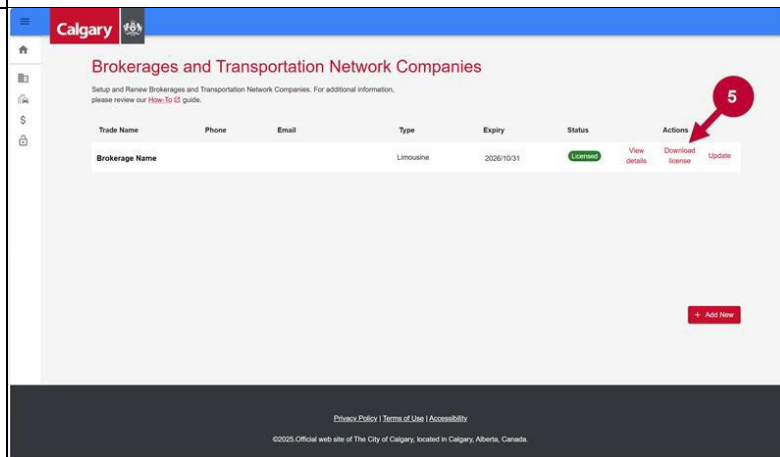 Calgary
Brokerages and Transportation Network Companies
Setup and Renew Brokerages and Transportation Network Companies. For additional information,
please review our How-To guide.
5
Trade Name Phone Email Type Expiry Status Actions
Brokerage Name Limousine 2026/10/31 Licensed View details Download license Update
+ Add New
Privacy Policy | Terms of Use | Accessibility
©2025.Official web site of The City of Calgary, located in Calgary, Alberta, Canada.